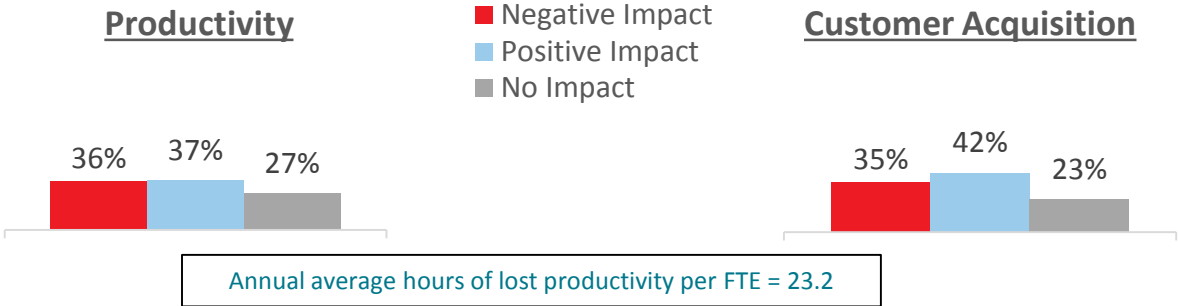 Productivity
Negative Impact
Positive Impact
No Impact
Customer Acquisition
36%
37%
27%
35%
42%
23%
Annual average hours of lost productivity per FTE = 23.2